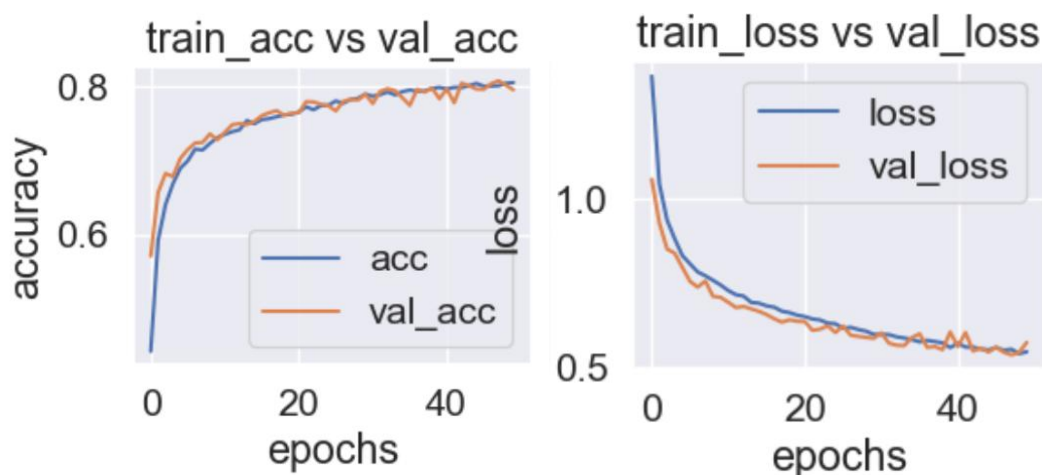 train_acc vs val_acc
accuracy
0.8
0.6
acc
val_acc
0
20
40
epochs
train_loss vs val_loss
loss
1.0
0.5
loss
val_loss
0
20
40
epochs